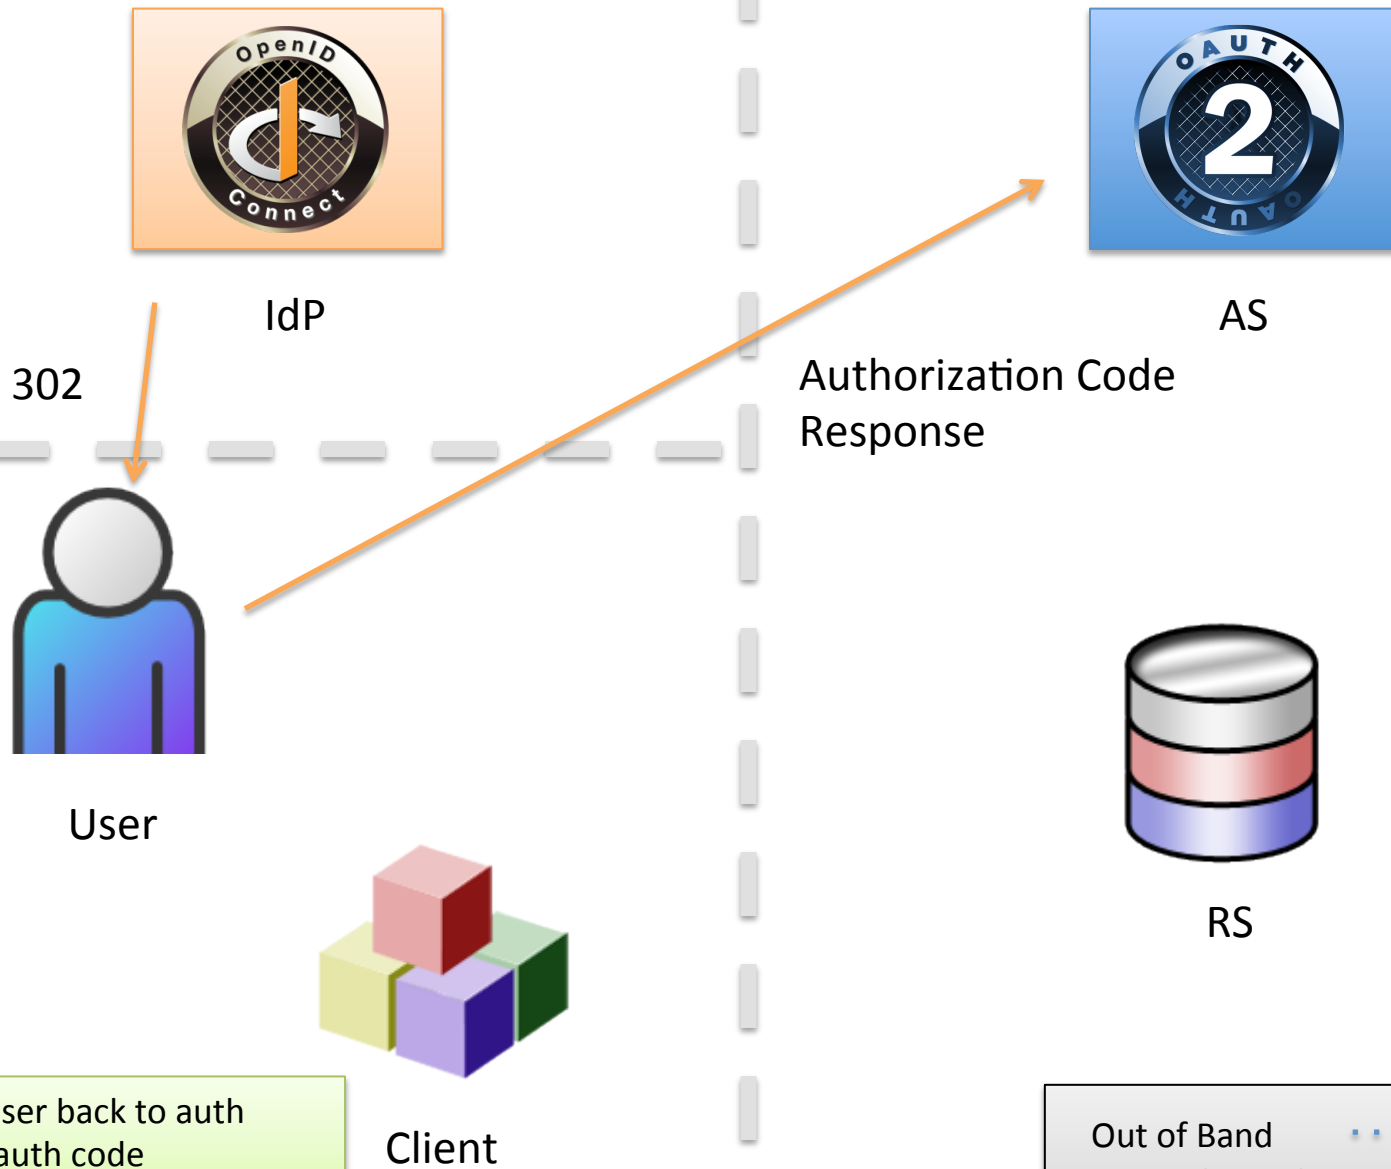 OpenID
Connect
OAUTH
2
OAUTH
IdP
AS
302
Authorization Code
Response
User
RS
ser back to auth
auth code
Client
Out of Band